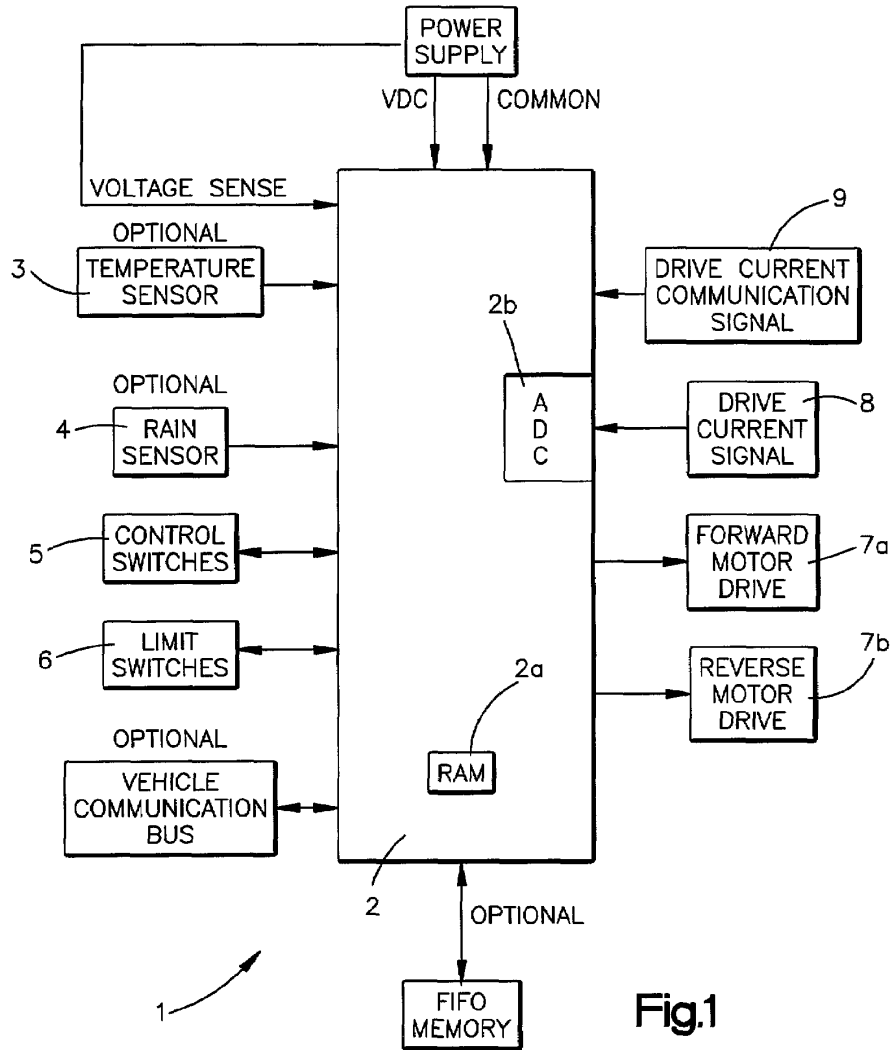 POWER
SUPPLY
VDC
COMMON
VOLTAGE SENSE
OPTIONAL
3
TEMPERATURE
SENSOR
9
DRIVE CURRENT
COMMUNICATION
SIGNAL
2b
A
D
C
OPTIONAL
4
RAIN
SENSOR
DRIVE
CURRENT
SIGNAL
8
5
CONTROL
SWITCHES
FORWARD
MOTOR
DRIVE
7a
6
LIMIT
SWITCHES
2a
RAM
REVERSE
MOTOR
DRIVE
7b
OPTIONAL
VEHICLE
COMMUNICATION
BUS
2
OPTIONAL
1
FIFO
MEMORY
Fig.1